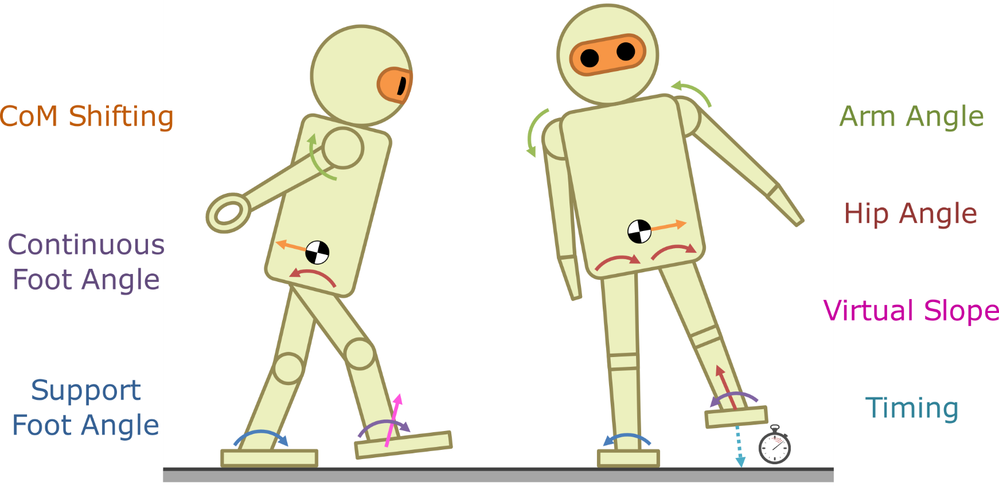 CoM Shifting
Continuous
Foot Angle
Support
Foot Angle
Arm Angle
Hip Angle
Virtual Slope
Timing